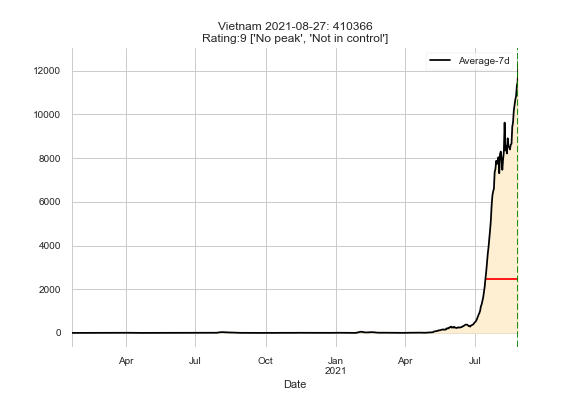 Vietnam 2021-08-27: 410366
Rating:9 ['No peak', 'Not in control']
Average-7d
12000
10000
8000
6000
4000
2000
0
Apr
Jul
Oct
Jan
2021
Apr
Jul
Date